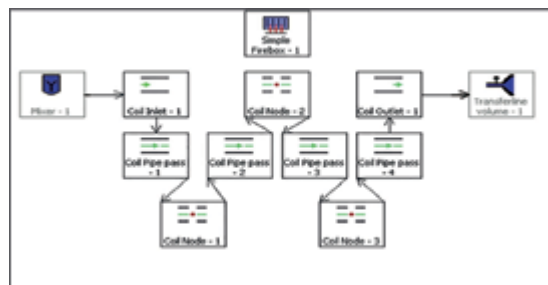 Simple
Firebox - 1
Mixer - 1
Coil Inlet - 1
Coil Node - 2
Coil Outlet - 1
Transferline
volume - 1
Coil Pipe pass
- 1
Coil Pipe pass
- 2
Coil Pipe pass
- 3
Coil Pipe pass
- 4
Coil Node - 1
Coil Node - 3